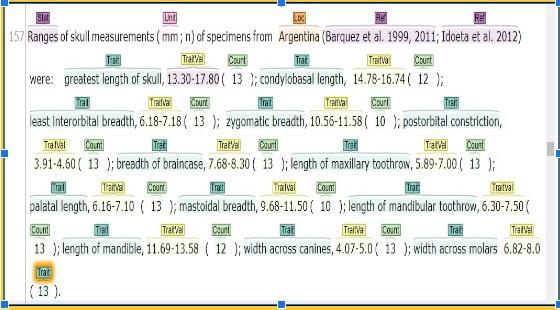 Stat Unit Loc Ref Ref
157 Ranges of skull measurements ( mm ; n) of specimens from Argentina (Barquez et al. 1999, 2011; Idoeta et al. 2012)
Trait TraitVal Count Trait TraitVal Count
were: greatest length of skull, 13.30-17.80 ( 13 ); condylobasal length, 14.78-16.74 ( 12 );
Trait TraitVal Count Trait TraitVal Count Trait
least interorbital breadth, 6.18-7.18 ( 13 ); zygomatic breadth, 10.56-11.58 ( 10 ); postorbital constriction,
TraitVal Count Trait TraitVal Count Trait TraitVal Count
3.91-4.60 ( 13 ); breadth of braincase, 7.68-8.30 ( 13 ); length of maxillary toothrow, 5.89-7.00 ( 13 );
Trait TraitVal Count Trait TraitVal Count Trait TraitVal
palatal length, 6.16-7.10 ( 13 ); mastoidal breadth, 9.68-11.50 ( 10 ); length of mandibular toothrow, 6.30-7.50 (
Count Trait TraitVal Count Trait TraitVal Count Trait TraitVal
13 ); length of mandible, 11.69-13.58 ( 12 ); width across canines, 4.07-5.0 ( 13 ); width across molars 6.82-8.0
Trait
( 13 ).